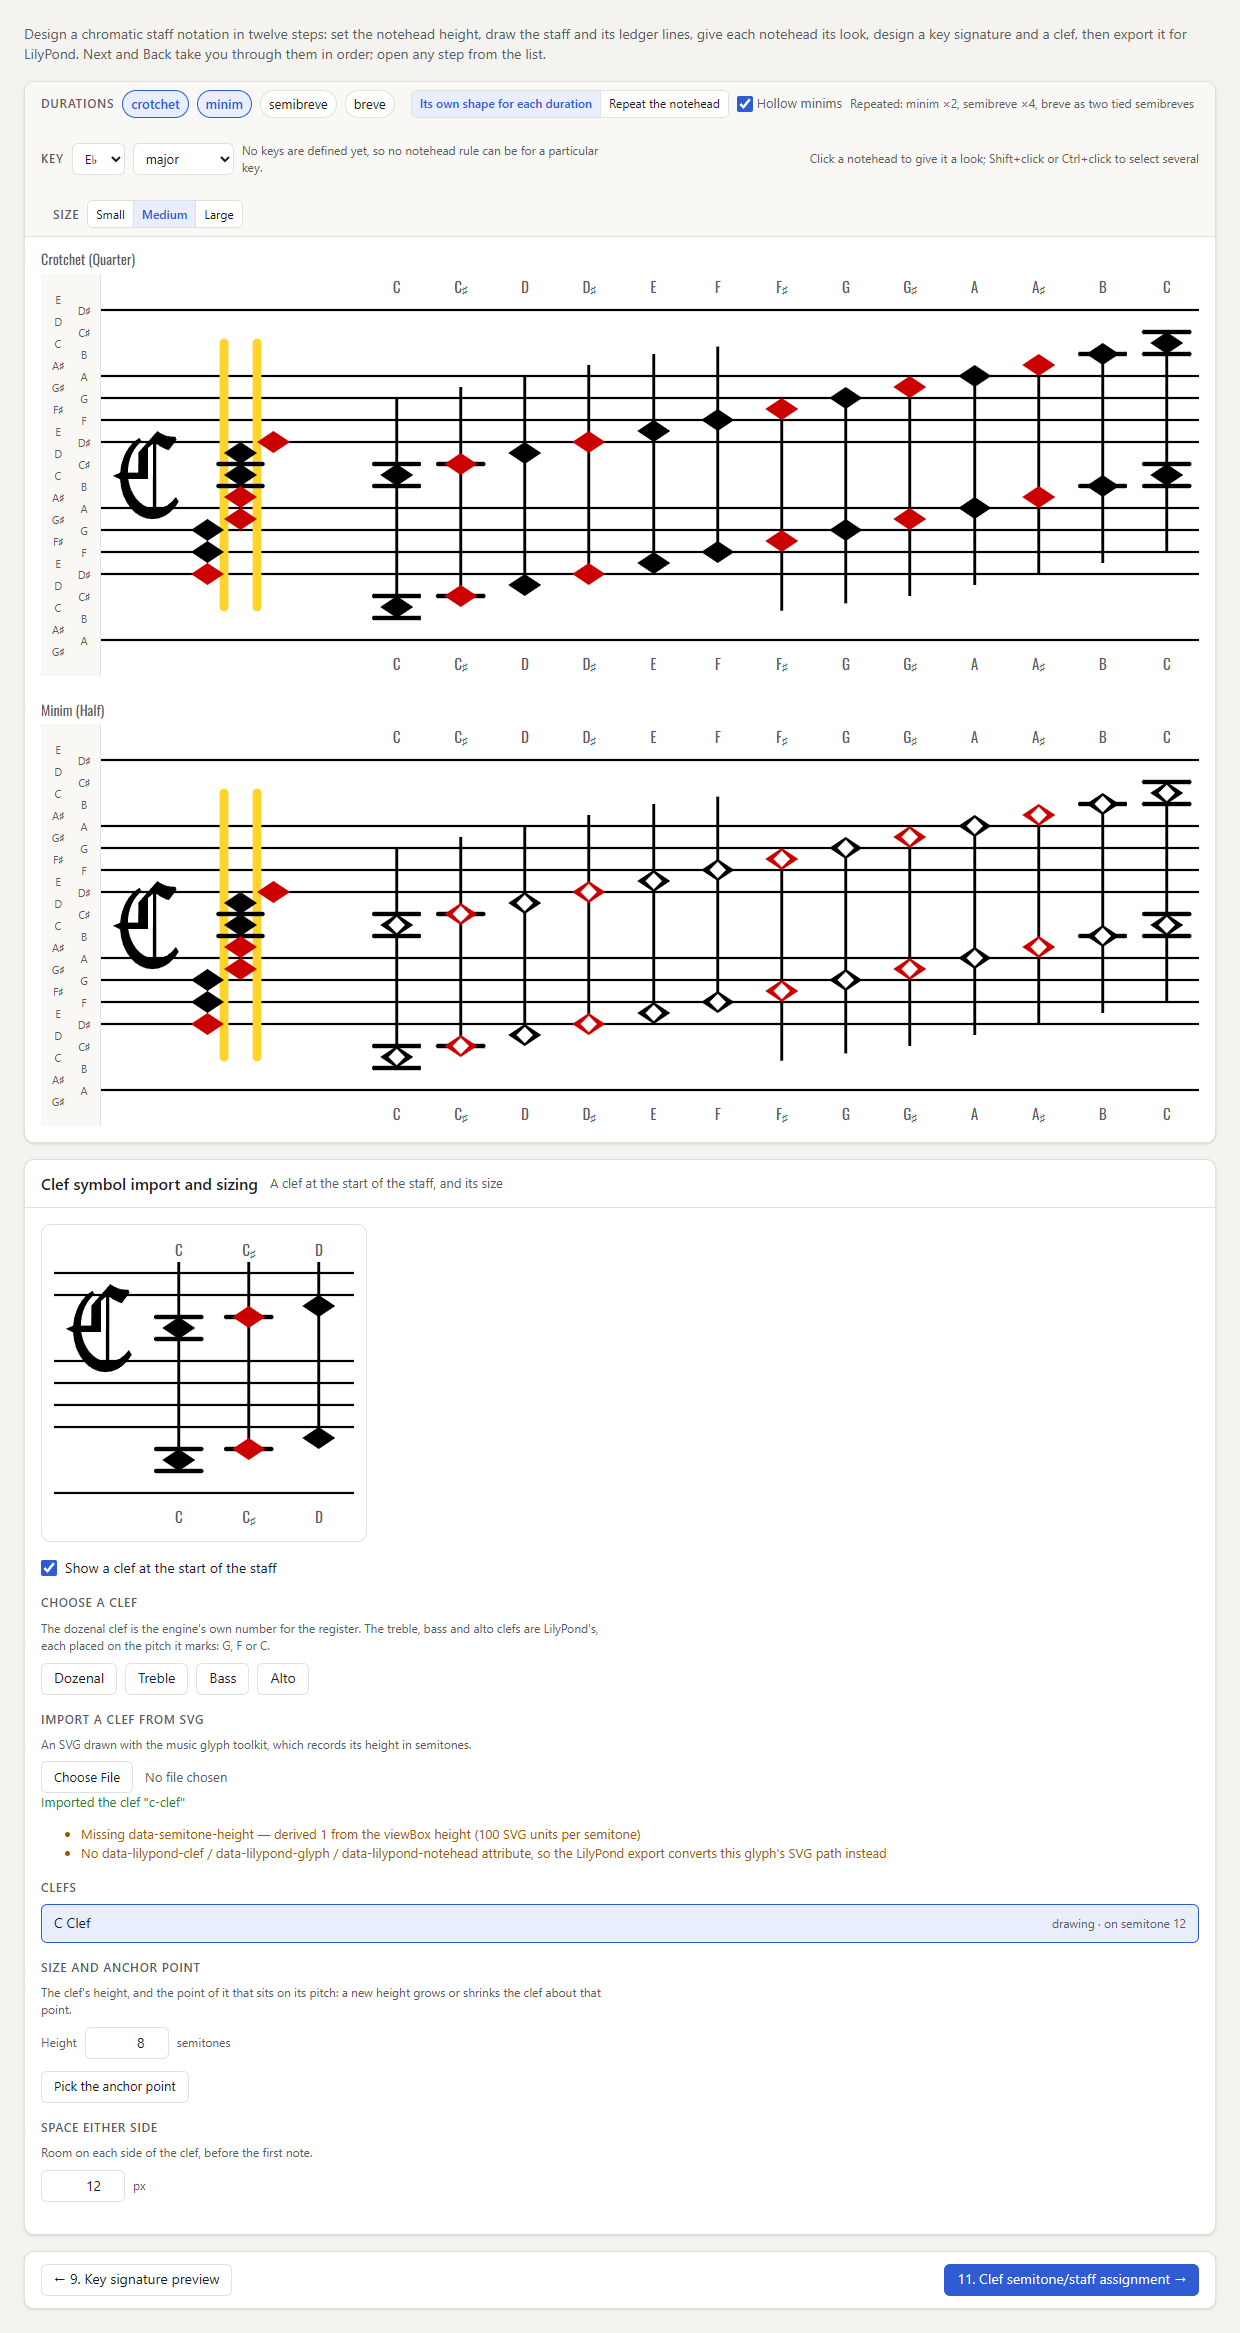 Design a chromatic staff notation in twelve steps: set the notehead height, draw the staff and its ledger lines, give each notehead its look, design a key signature and a clef, then export it for
LilyPond. Next and Back take you through them in order; open any step from the list.
DURATIONS crotchet minim semibreve breve Its own shape for each duration Repeat the notehead Hollow minims Repeated: minim ×2, semibreve ×4, breve as two tied semibreves
KEY E♭ major No keys are defined yet, so no notehead rule can be for a particular
key.
Click a notehead to give it a look; Shift+click or Ctrl+click to select several
SIZE Small Medium Large
Crotchet (Quarter)
C C♯ D D♯ E F F♯ G G♯ A A♯ B C
E
D♯
D
C♯
C
B
A♯
A
G♯
G
F♯
F
E
D♯
D
C♯
C
B
A♯
A
G♯
G
F♯
F
E
D♯
D
C♯
C
B
A♯
A
G♯
C C♯ D D♯ E F F♯ G G♯ A A♯ B C
Minim (Half)
C C♯ D D♯ E F F♯ G G♯ A A♯ B C
E
D♯
D
C♯
C
B
A♯
A
G♯
G
F♯
F
E
D♯
D
C♯
C
B
A♯
A
G♯
G
F♯
F
E
D♯
D
C♯
C
B
A♯
A
G♯
C C♯ D D♯ E F F♯ G G♯ A A♯ B C
Clef symbol import and sizing A clef at the start of the staff, and its size
C C♯ D
C C♯ D
Show a clef at the start of the staff
CHOOSE A CLEF
The dozenal clef is the engine's own number for the register. The treble, bass and alto clefs are LilyPond's,
each placed on the pitch it marks: G, F or C.
Dozenal Treble Bass Alto
IMPORT A CLEF FROM SVG
An SVG drawn with the music glyph toolkit, which records its height in semitones.
Choose File No file chosen
Imported the clef "c-clef"
• Missing data-semitone-height — derived 1 from the viewBox height (100 SVG units per semitone)
• No data-lilypond-clef / data-lilypond-glyph / data-lilypond-notehead attribute, so the LilyPond export converts this glyph's SVG path instead
CLEFS
C Clef drawing · on semitone 12
SIZE AND ANCHOR POINT
The clef's height, and the point of it that sits on its pitch: a new height grows or shrinks the clef about that
point.
Height 8 semitones
Pick the anchor point
SPACE EITHER SIDE
Room on each side of the clef, before the first note.
12 px
← 9. Key signature preview
11. Clef semitone/staff assignment →